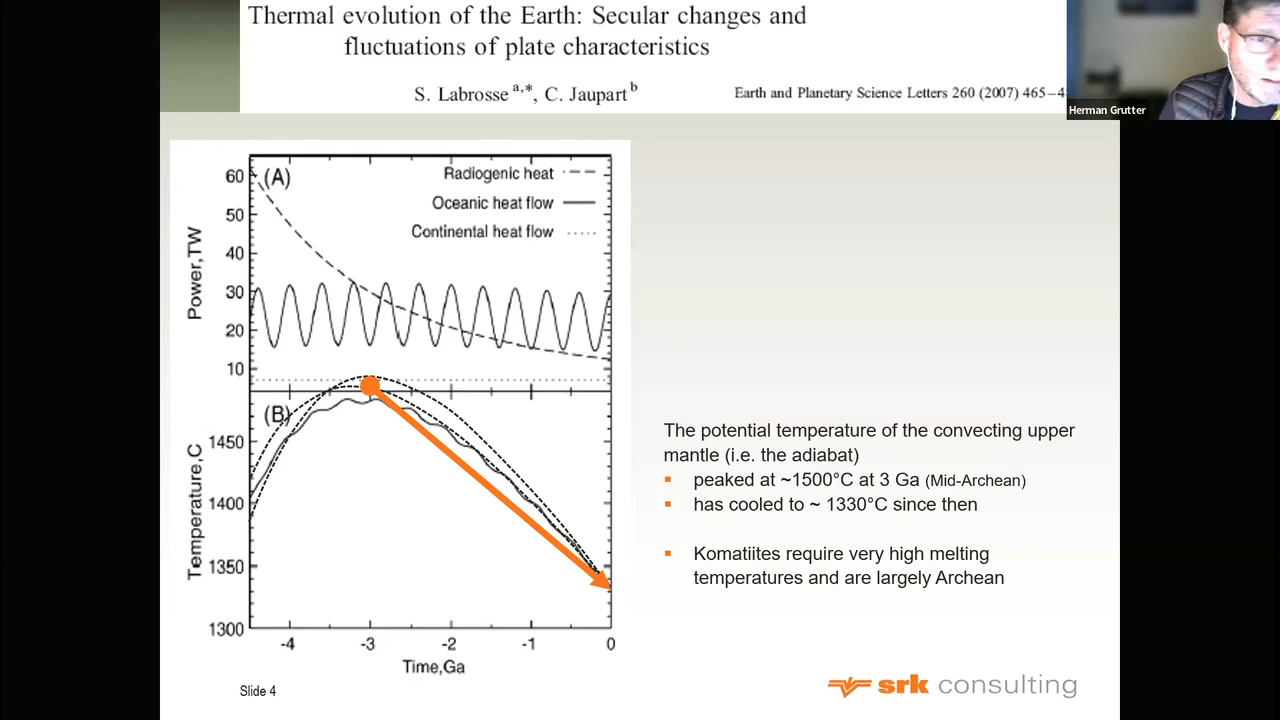 Thermal evolution of the Earth: Secular changes and
fluctuations of plate characteristics
S. Labrosse a,*, C. Jaupart b
Earth and Planetary Science Letters 260 (2007) 465–4
Herman Grutter
(A)
Radiogenic heat
Oceanic heat flow
Continental heat flow
60
50
40
30
20
10
Power,TW
(B)
1450
1400
1350
1300
Temperature,C
-4 -3 -2 -1 0
Time,Ga
The potential temperature of the convecting upper
mantle (i.e. the adiabat)
peaked at ~1500°C at 3 Ga (Mid-Archean)
has cooled to ~ 1330°C since then
Komatiites require very high melting
temperatures and are largely Archean
Slide 4
srk consulting